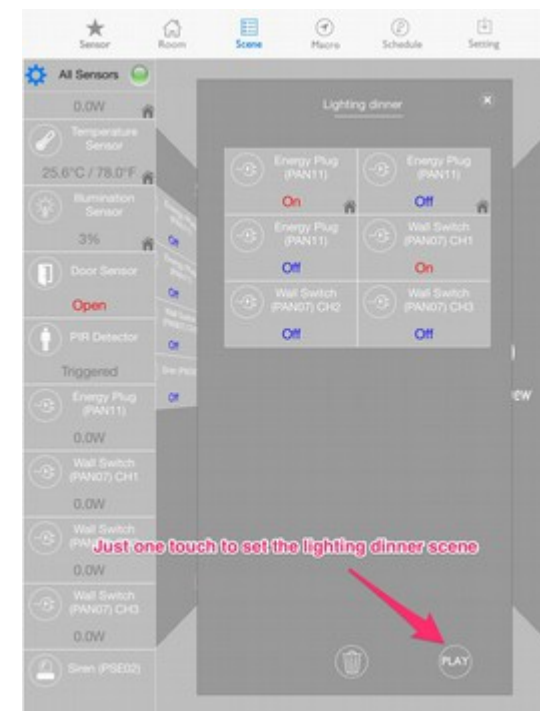 Sensor
Room
Scene
Macro
Schedule
Setting
All Sensors
0.0W
Temperature
Sensor
25.6°C / 78.0°F
Illumination
Sensor
3%
Door Sensor
Open
PIR Detector
Triggered
Energy Plug
(PAN11)
0.0W
Wall Switch
(PAN07) CH1
0.0W
Wall Switch
0.0W
Wall Switch
(PAN07) CH3
0.0W
Siren (PSE02)
Off
Off
Off
Off
Lighting dinner
Energy Plug
(PAN11)
On
Energy Plug
(PAN11)
Off
Energy Plug
(PAN11)
Off
Wall Switch
(PAN07) CH1
On
Wall Switch
(PAN07) CH2
Off
Wall Switch
(PAN07) CH3
Off
Just one touch to set the lighting dinner scene
PLAY